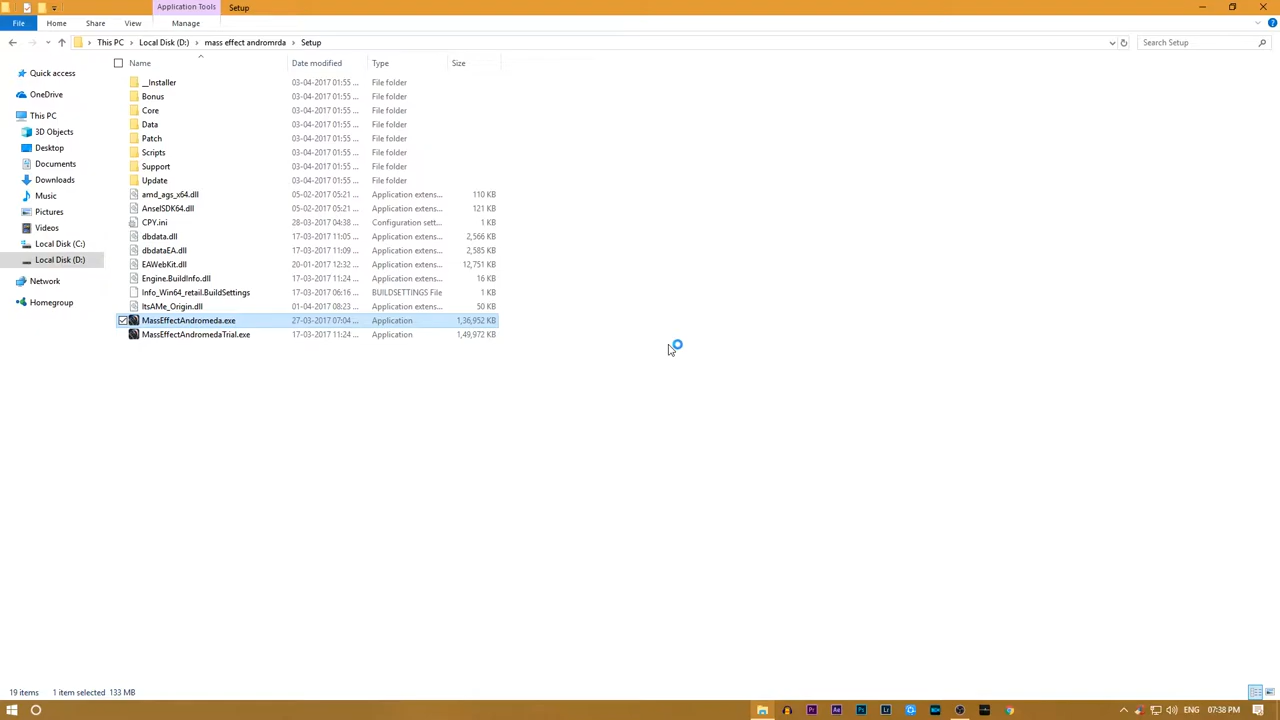 Application Tools Setup
File Home Share View Manage
This PC Local Disk (D:) mass effect andromrda Setup Search Setup
Name Date modified Type Size
Quick access
OneDrive
This PC
3D Objects
Desktop
Documents
Downloads
Music
Pictures
Videos
Local Disk (C:)
Local Disk (D:)
Network
Homegroup
__Installer 03-04-2017 01:55 ... File folder
Bonus 03-04-2017 01:55 ... File folder
Core 03-04-2017 01:55 ... File folder
Data 03-04-2017 01:55 ... File folder
Patch 03-04-2017 01:55 ... File folder
Scripts 03-04-2017 01:55 ... File folder
Support 03-04-2017 01:55 ... File folder
Update 03-04-2017 01:55 ... File folder
amd_ags_x64.dll 05-02-2017 05:21 ... Application extens... 110 KB
AnselSDK64.dll 05-02-2017 05:21 ... Application extens... 121 KB
CPY.ini 28-03-2017 04:38 ... Configuration sett... 1 KB
dbdata.dll 17-03-2017 11:05 ... Application extens... 2,566 KB
dbdataEA.dll 17-03-2017 11:09 ... Application extens... 2,585 KB
EAWebKit.dll 20-01-2017 12:32 ... Application extens... 12,751 KB
Engine.BuildInfo.dll 17-03-2017 11:24 ... Application extens... 16 KB
Info_Win64_retail.BuildSettings 17-03-2017 06:16 ... BUILDSETTINGS File 1 KB
ItsAMe_Origin.dll 01-04-2017 08:23 ... Application extens... 50 KB
MassEffectAndromeda.exe 27-03-2017 07:04 ... Application 1,36,952 KB
MassEffectAndromedaTrial.exe 17-03-2017 11:24 ... Application 1,49,972 KB
19 items 1 item selected 133 MB
Pr Ae Ps Lr ENG 07:38 PM